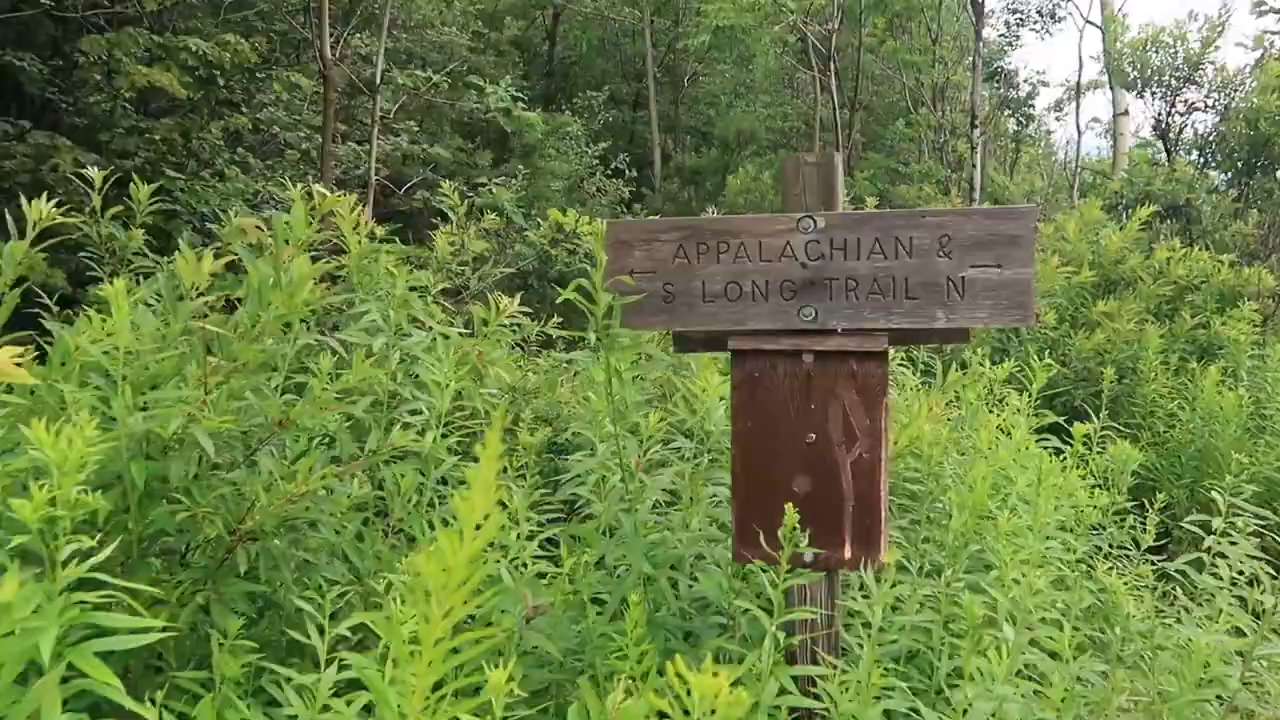 APPALACHIAN &
← S LONG TRAIL N →